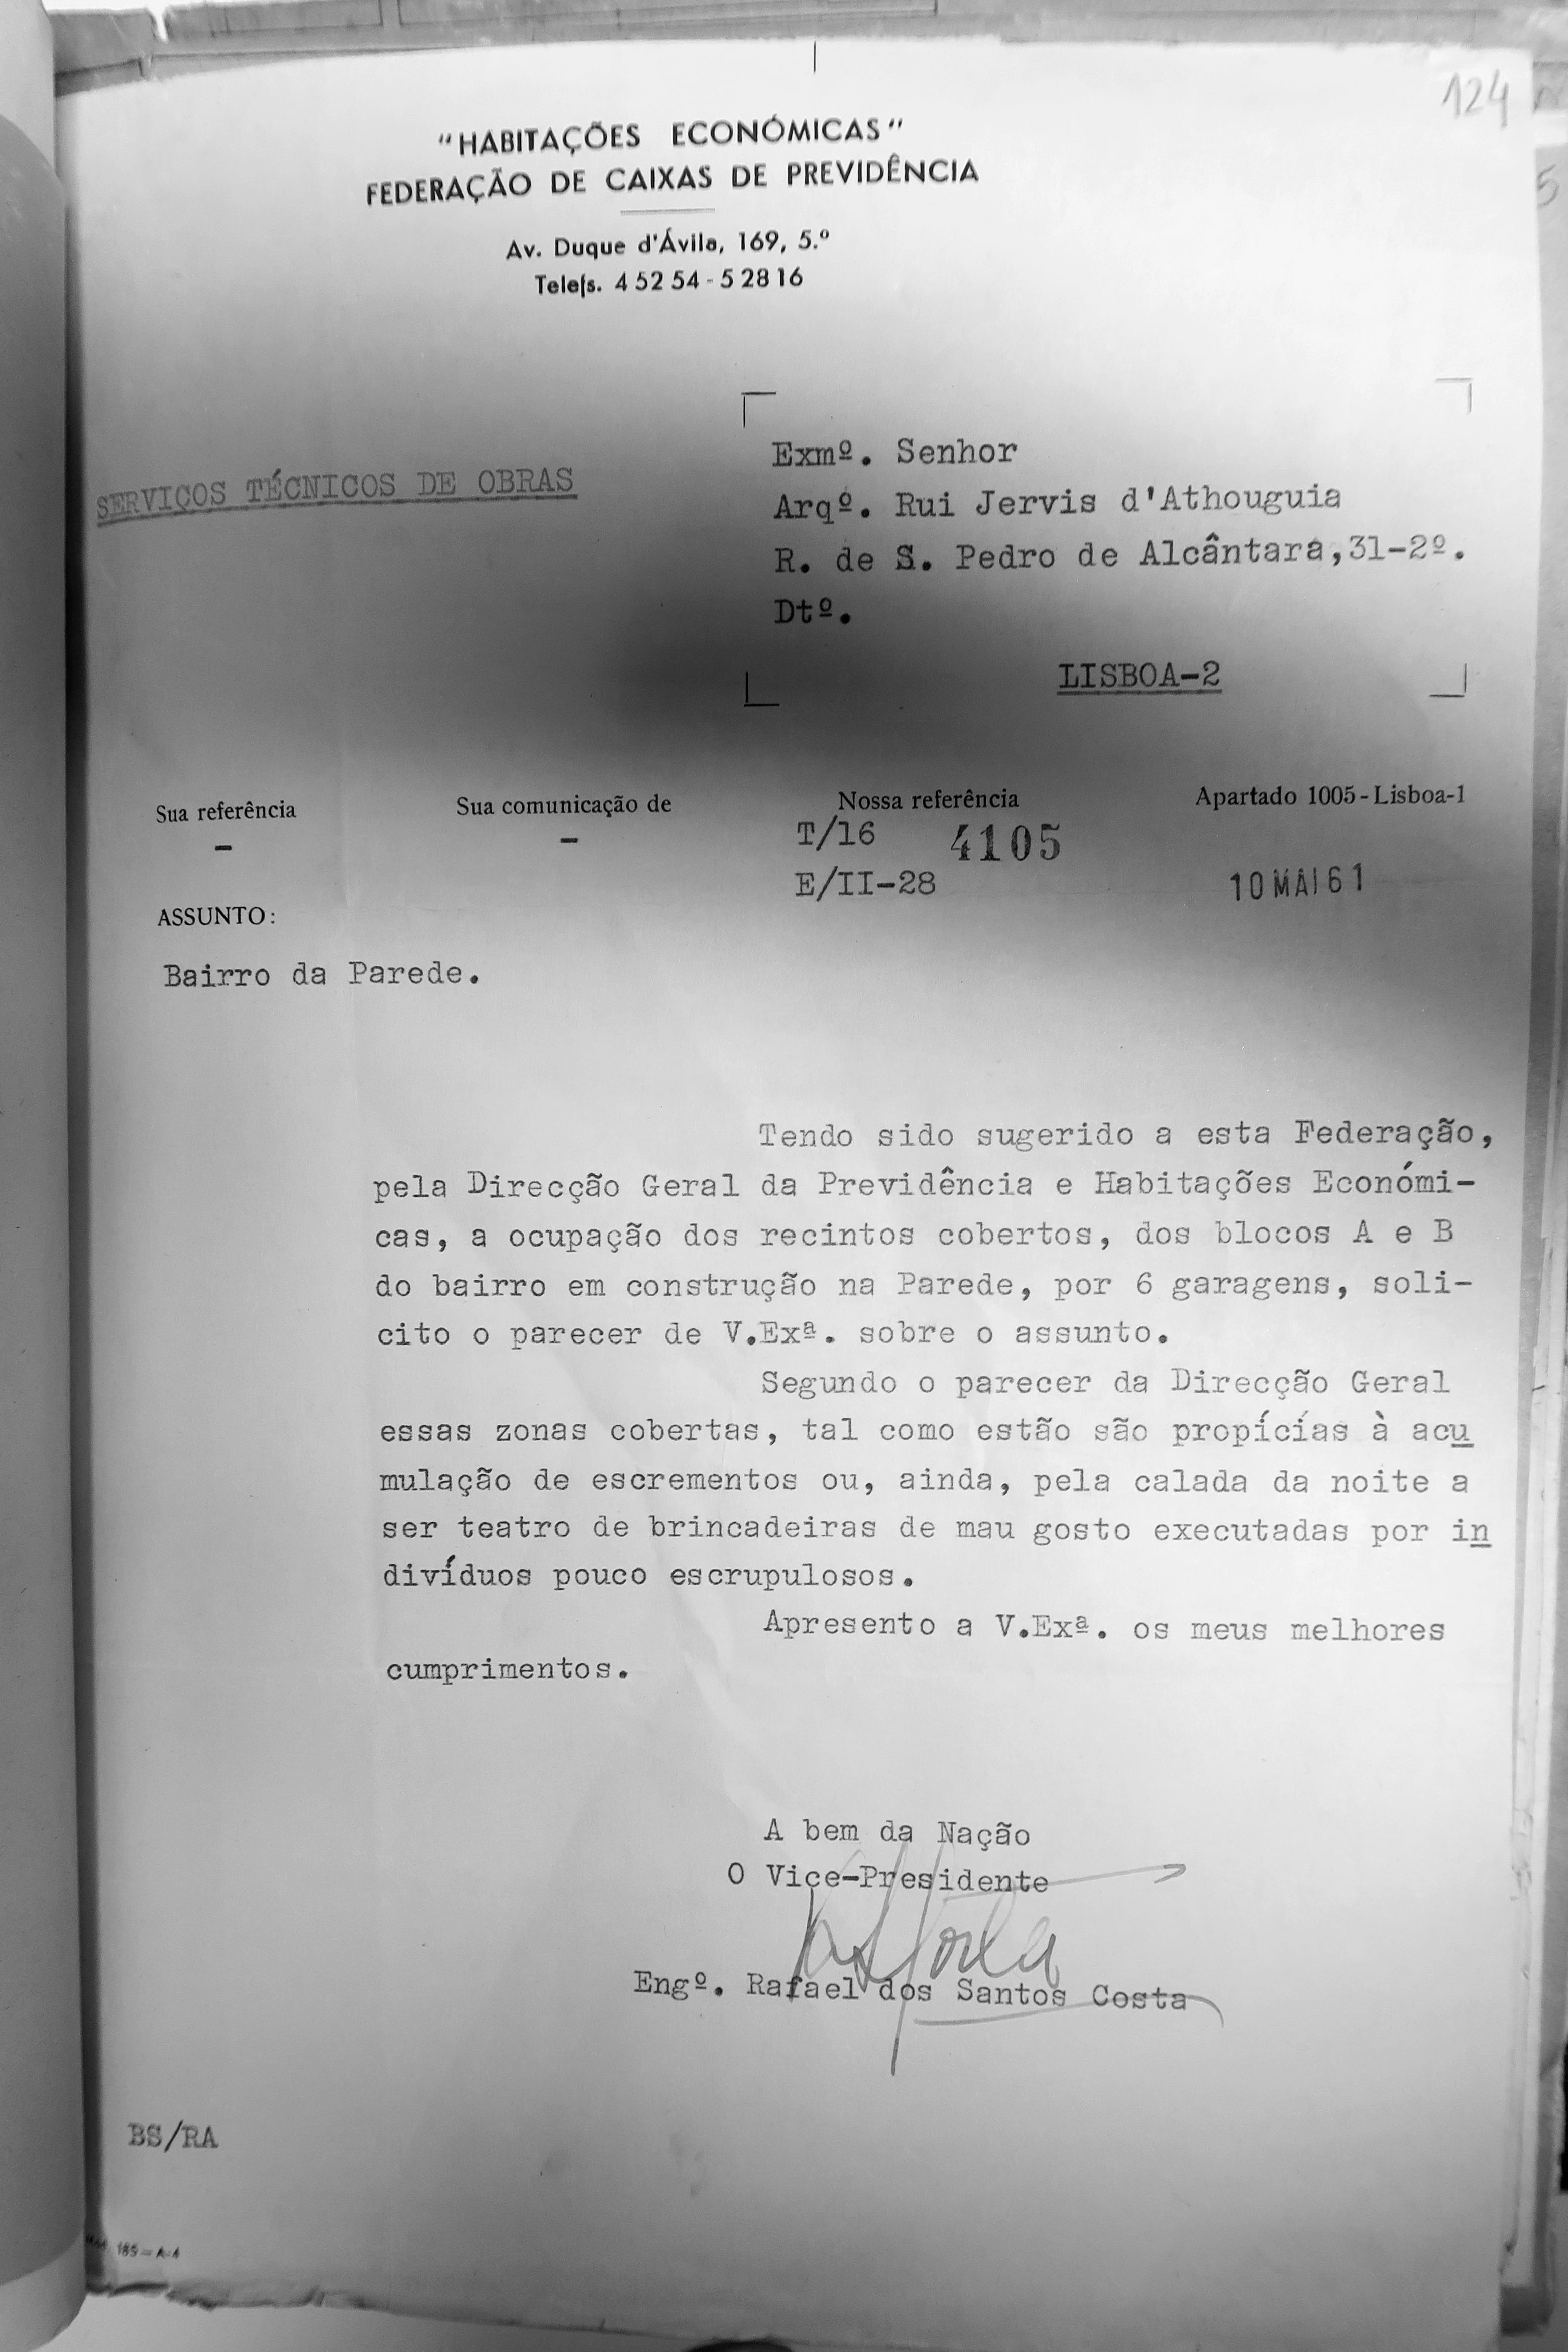 124
"HABITAÇÕES ECONÓMICAS"
FEDERAÇÃO DE CAIXAS DE PREVIDÊNCIA
Av. Duque d'Ávila, 169, 5.º
Telefs. 4 52 54 - 5 28 16
SERVIÇOS TÉCNICOS DE OBRAS
Exmº. Senhor
Arqº. Rui Jervis d'Athouguia
R. de S. Pedro de Alcântara,31-2º.
Dtº.
LISBOA-2
Sua referência Sua comunicação de Nossa referência Apartado 1005 - Lisboa-1
- - T/16 4105
E/II-28 10 MAI 61
ASSUNTO:
Bairro da Parede.
Tendo sido sugerido a esta Federação,
pela Direcção Geral da Previdência e Habitações Económi-
cas, a ocupação dos recintos cobertos, dos blocos A e B
do bairro em construção na Parede, por 6 garagens, soli-
cito o parecer de V.Exª. sobre o assunto.
Segundo o parecer da Direcção Geral
essas zonas cobertas, tal como estão são propícías à acu
mulação de escrementos ou, ainda, pela calada da noite a
ser teatro de brincadeiras de mau gosto executadas por in
divíduos pouco escrupulosos.
Apresento a V.Exª. os meus melhores
cumprimentos.
A bem da Nação
O Vice-Presidente
Engº. Rafael dos Santos Costa
BS/RA
189 - A-4